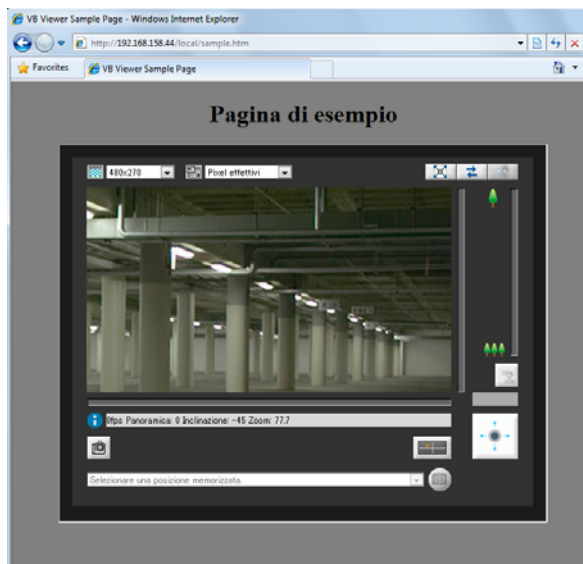 VB Viewer Sample Page - Windows Internet Explorer
http://192.168.158.44/local/sample.htm
Favorites VB Viewer Sample Page
Pagina di esempio
480x270 Pixel effettivi
0fps Panoramica: 0 Inclinazione: -45 Zoom: 77.7
Selezionare una posizione memorizzata.